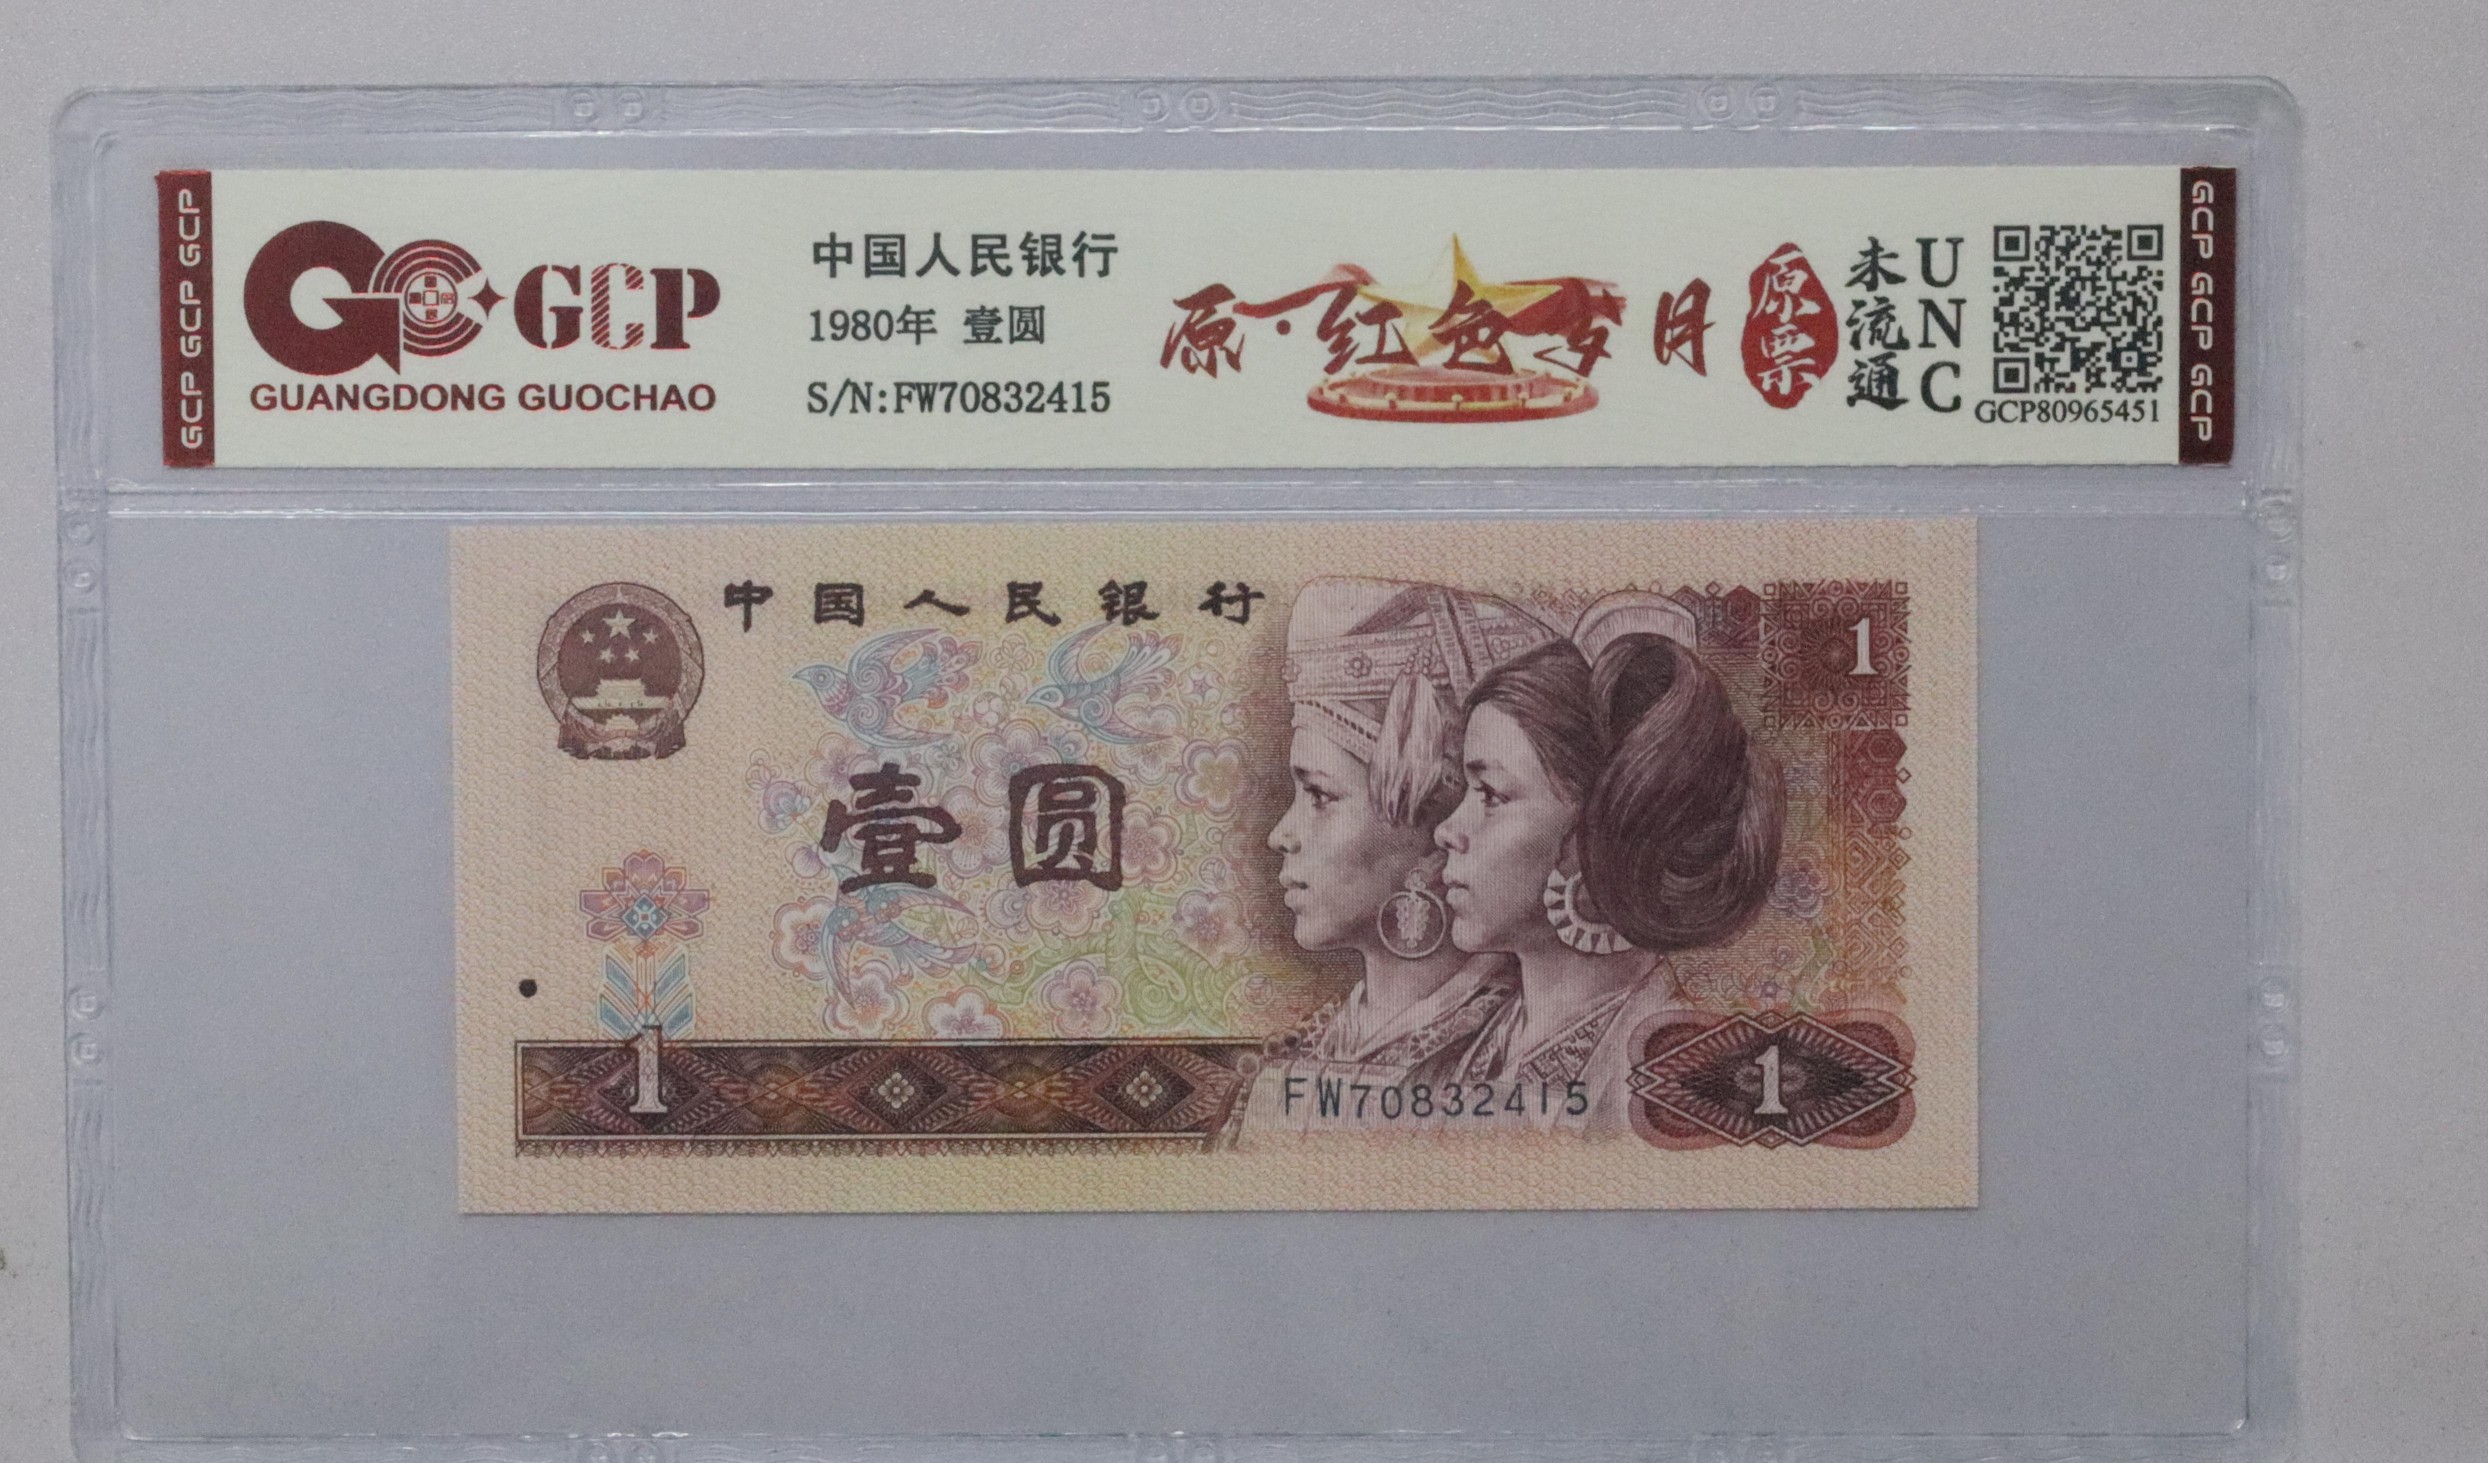 GCP GCP GCP
GCP
GUANGDONG GUOCHAO
中国人民银行
1980年 壹圆
S/N:FW70832415
原·红色岁月
原票
未流通
UNC
GCP80965451
GCP GCP GCP
中国人民银行
1
壹圆
1
FW70832415
1